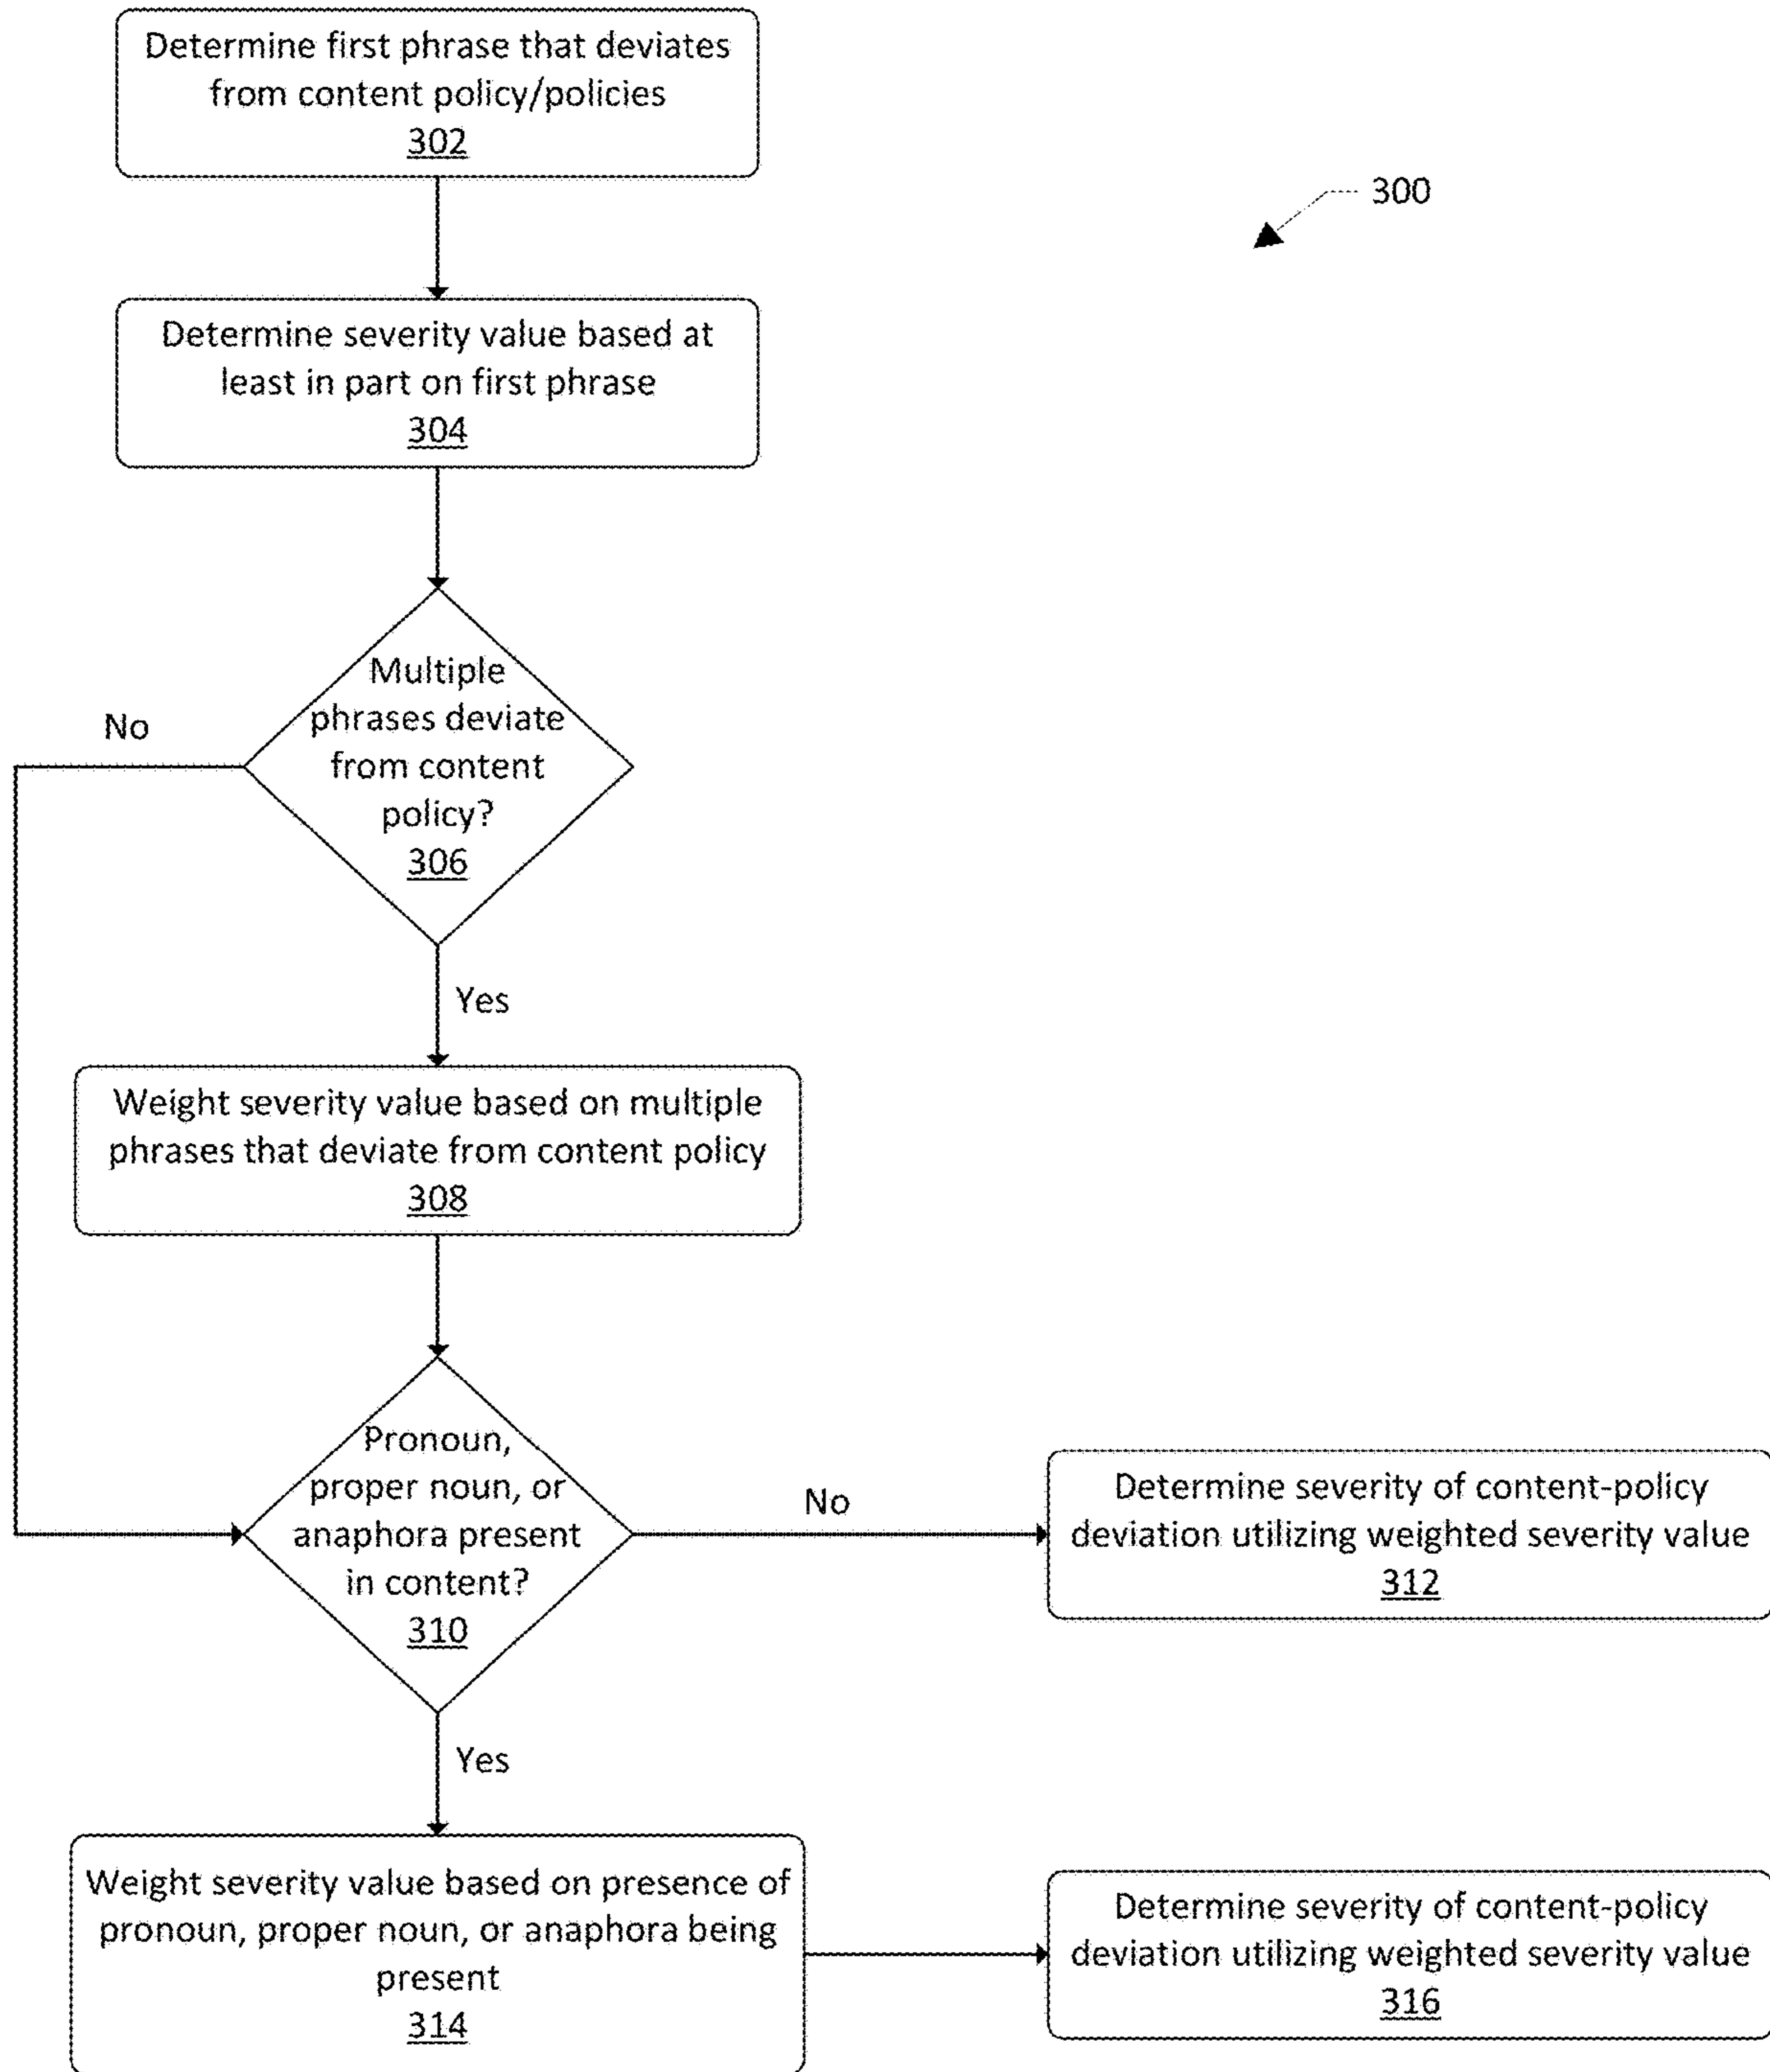 Determine first phrase that deviates
from content policy/policies
302
300
Determine severity value based at
least in part on first phrase
304
Multiple
phrases deviate
from content
policy?
306
No
Yes
Weight severity value based on multiple
phrases that deviate from content policy
308
Pronoun,
proper noun, or
anaphora present
in content?
310
No
Determine severity of content-policy
deviation utilizing weighted severity value
312
Yes
Weight severity value based on presence of
pronoun, proper noun, or anaphora being
present
314
Determine severity of content-policy
deviation utilizing weighted severity value
316